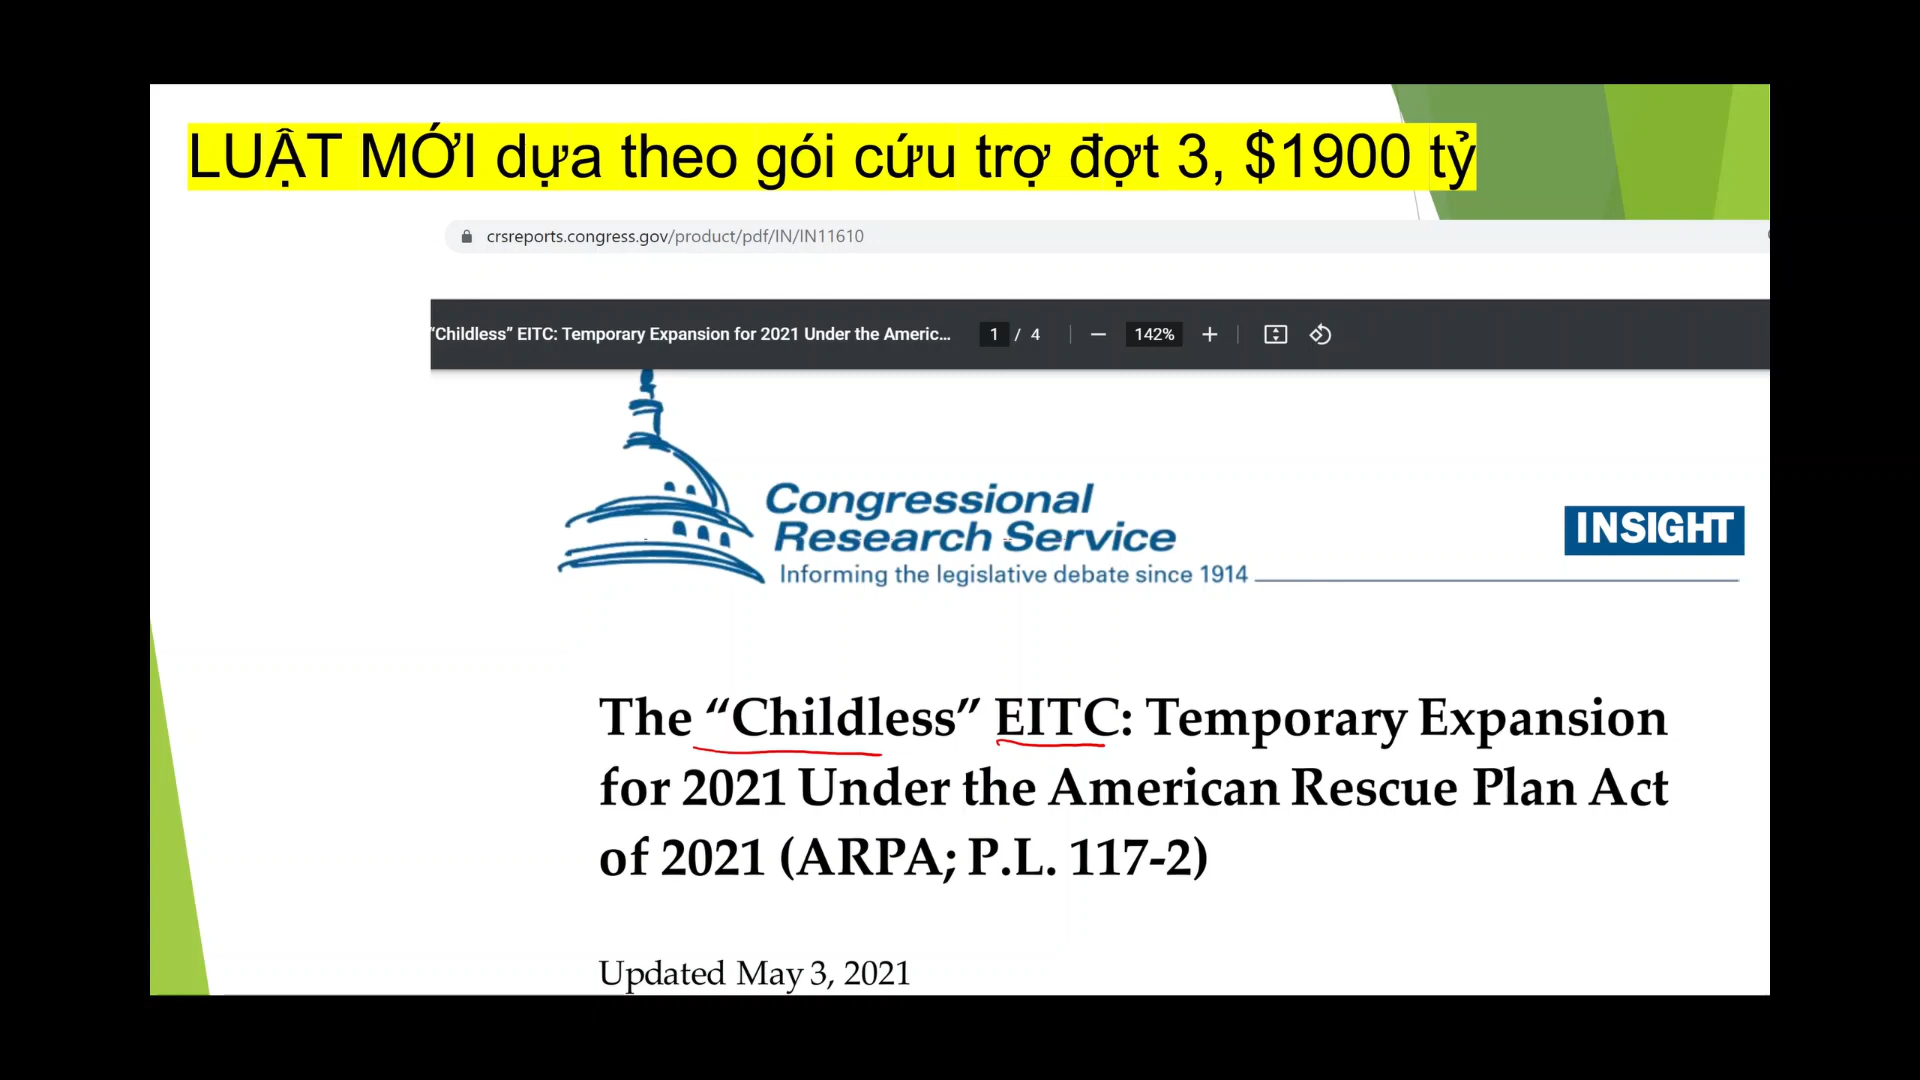 LUẬT MỚI dựa theo gói cứu trợ đợt 3, $1900 tỷ
crsreports.congress.gov/product/pdf/IN/IN11610
"Childless" EITC: Temporary Expansion for 2021 Under the Americ... 1 / 4 142%
Congressional
Research Service
Informing the legislative debate since 1914
INSIGHT
The “Childless” EITC: Temporary Expansion
for 2021 Under the American Rescue Plan Act
of 2021 (ARPA; P.L. 117-2)
Updated May 3, 2021